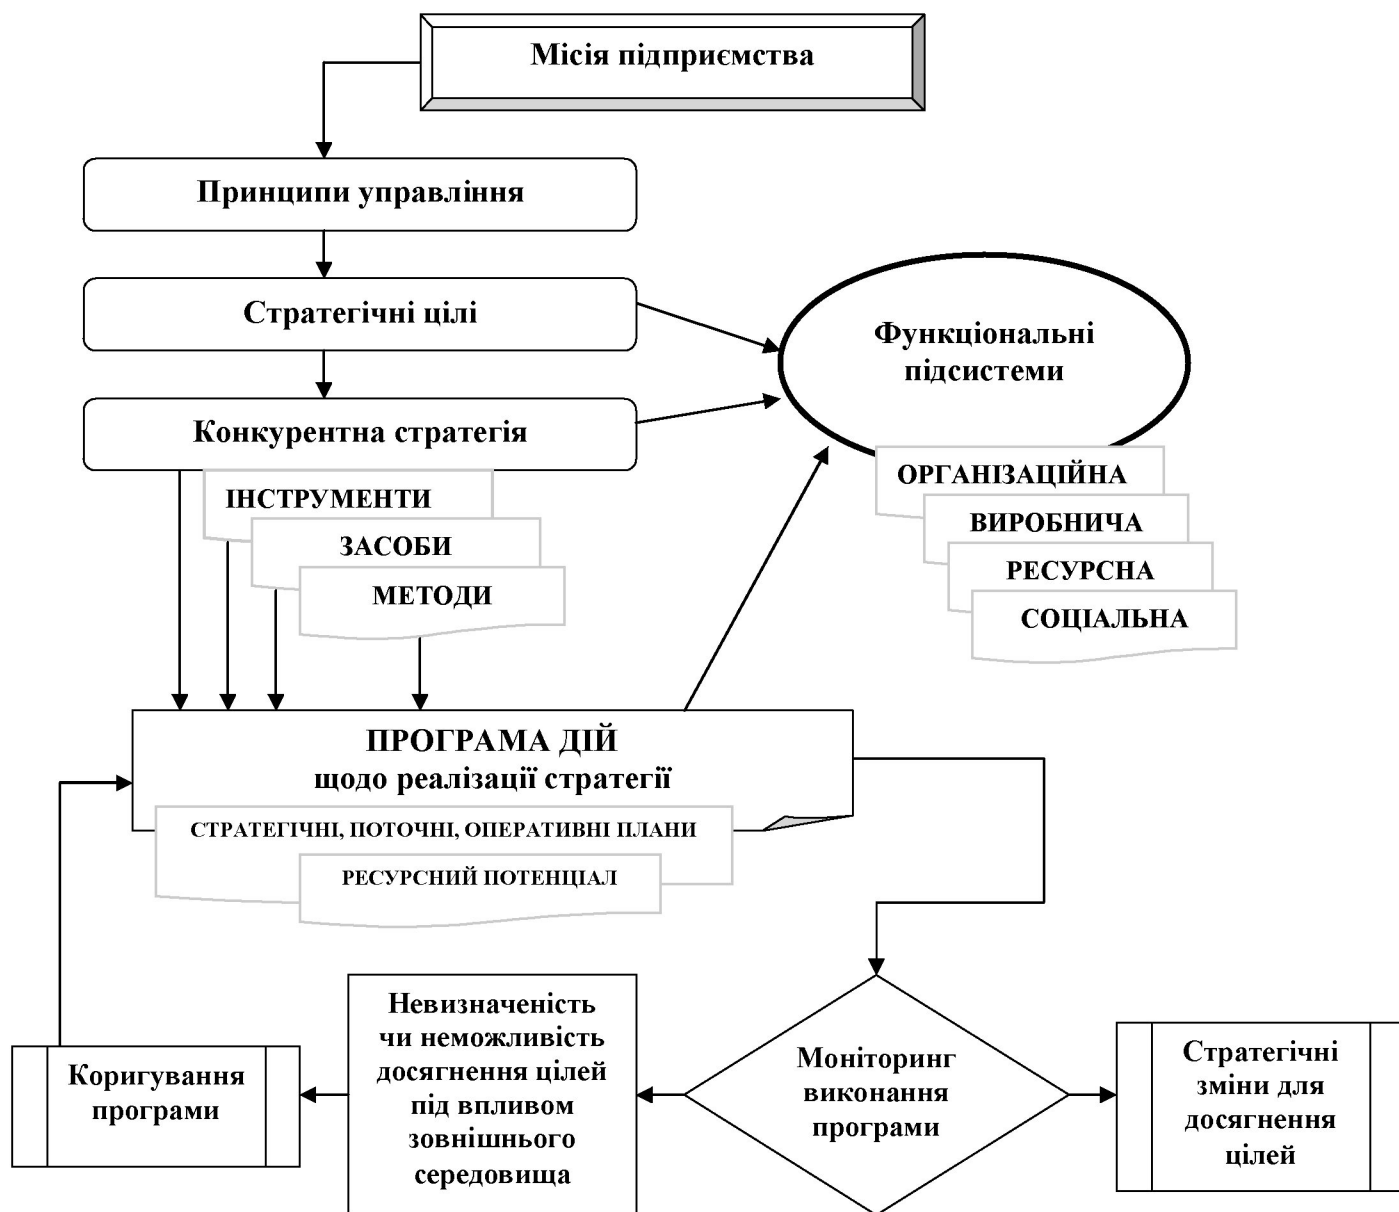 Місія підприємства
Принципи управління
Стратегічні цілі
Функціональні
підсистеми
Конкурентна стратегія
ІНСТРУМЕНТИ
ЗАСОБИ
МЕТОДИ
ОРГАНІЗАЦІЙНА
ВИРОБНИЧА
РЕСУРСНА
СОЦІАЛЬНА
ПРОГРАМА ДІЙ
щодо реалізації стратегії
СТРАТЕГІЧНІ, ПОТОЧНІ, ОПЕРАТИВНІ ПЛАНИ
РЕСУРСНИЙ ПОТЕНЦІАЛ
Коригування
програми
Невизначеність
чи неможливість
досягнення цілей
під впливом
зовнішнього
середовища
Моніторинг
виконання
програми
Стратегічні
зміни для
досягнення
цілей